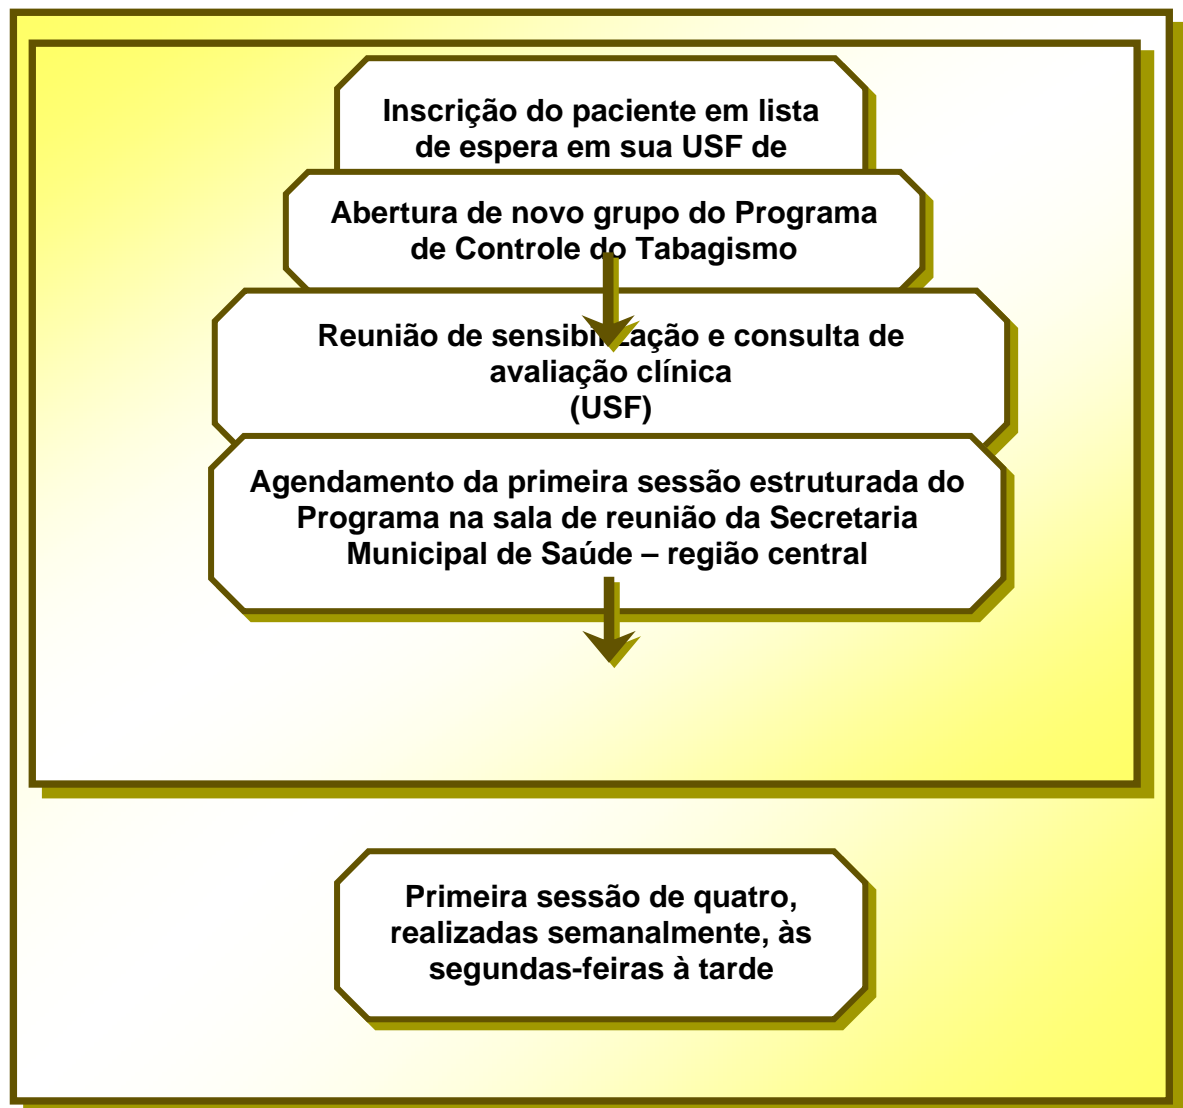 Inscrição do paciente em lista
de espera em sua USF de
Abertura de novo grupo do Programa
de Controle do Tabagismo
Reunião de sensibilização e consulta de
avaliação clínica
(USF)
Agendamento da primeira sessão estruturada do
Programa na sala de reunião da Secretaria
Municipal de Saúde – região central
Primeira sessão de quatro,
realizadas semanalmente, às
segundas-feiras à tarde